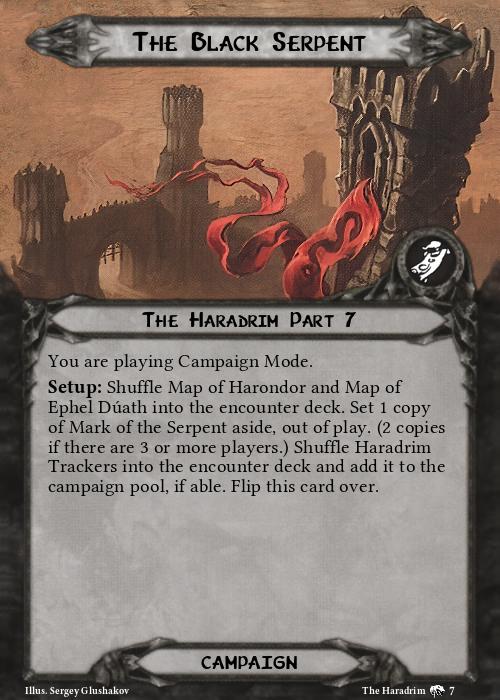 The Black Serpent
The Haradrim Part 7
You are playing Campaign Mode.
Setup: Shuffle Map of Harondor and Map of
Ephel Dúath into the encounter deck. Set 1 copy
of Mark of the Serpent aside, out of play. (2 copies
if there are 3 or more players.) Shuffle Haradrim
Trackers into the encounter deck and add it to the
campaign pool, if able. Flip this card over.
CAMPAIGN
Illus. Sergey Glushakov
The Haradrim 7